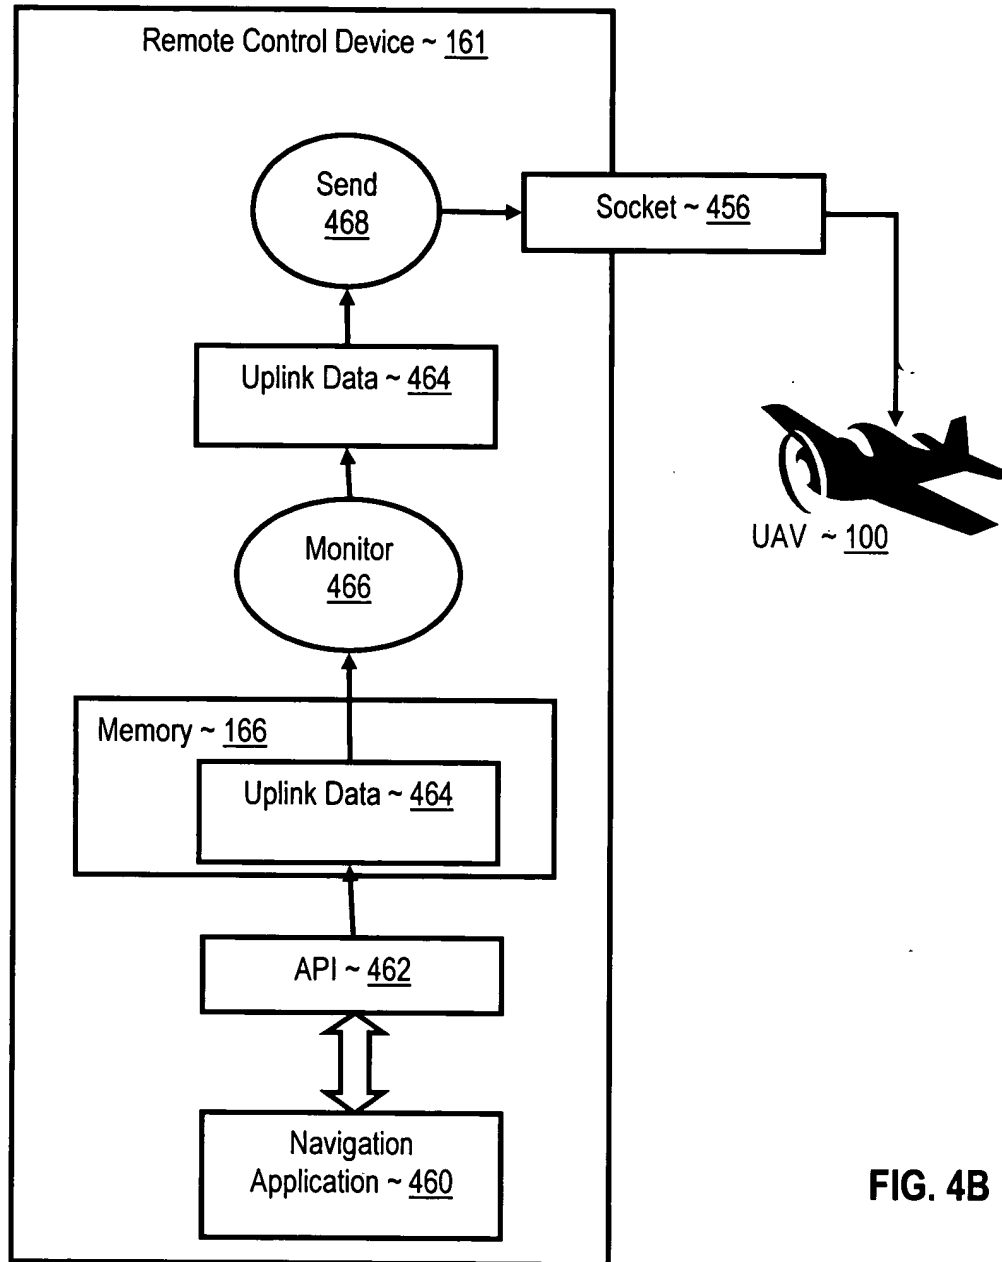 Remote Control Device ~ 161
Send
468
Socket ~ 456
Uplink Data ~ 464
UAV ~ 100
Monitor
466
Memory ~ 166
Uplink Data ~ 464
API ~ 462
Navigation
Application ~ 460
FIG. 4B